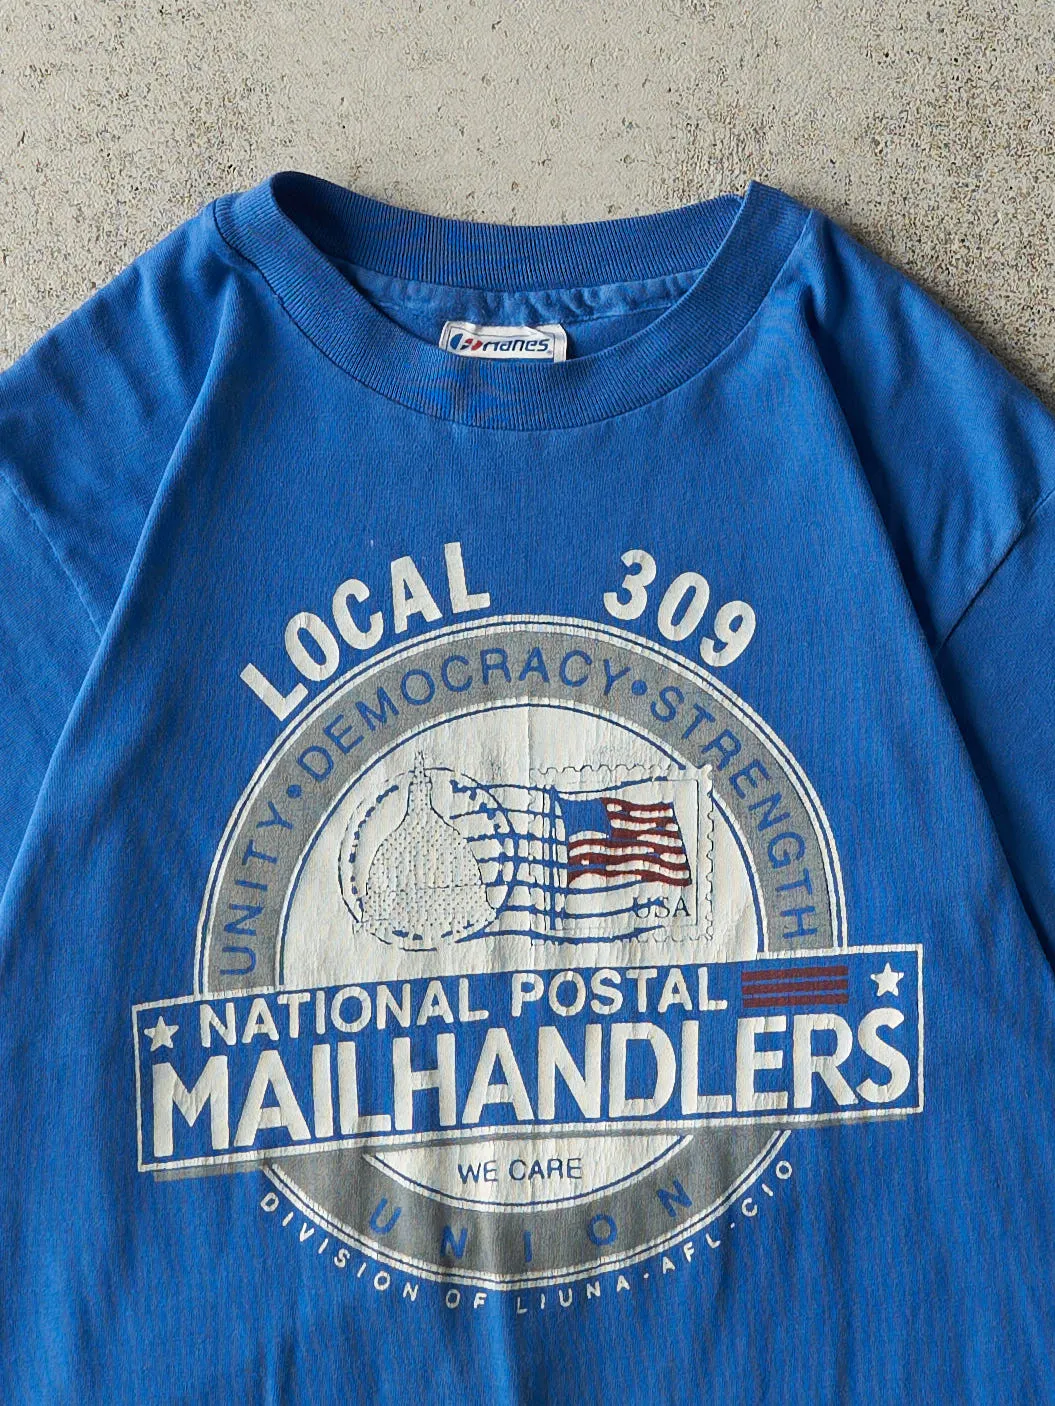 Hanes
LOCAL 309
UNITY • DEMOCRACY • STRENGTH
USA
NATIONAL POSTAL
MAILHANDLERS
WE CARE
UNION
DIVISION OF LIUNA-AFL-CIO